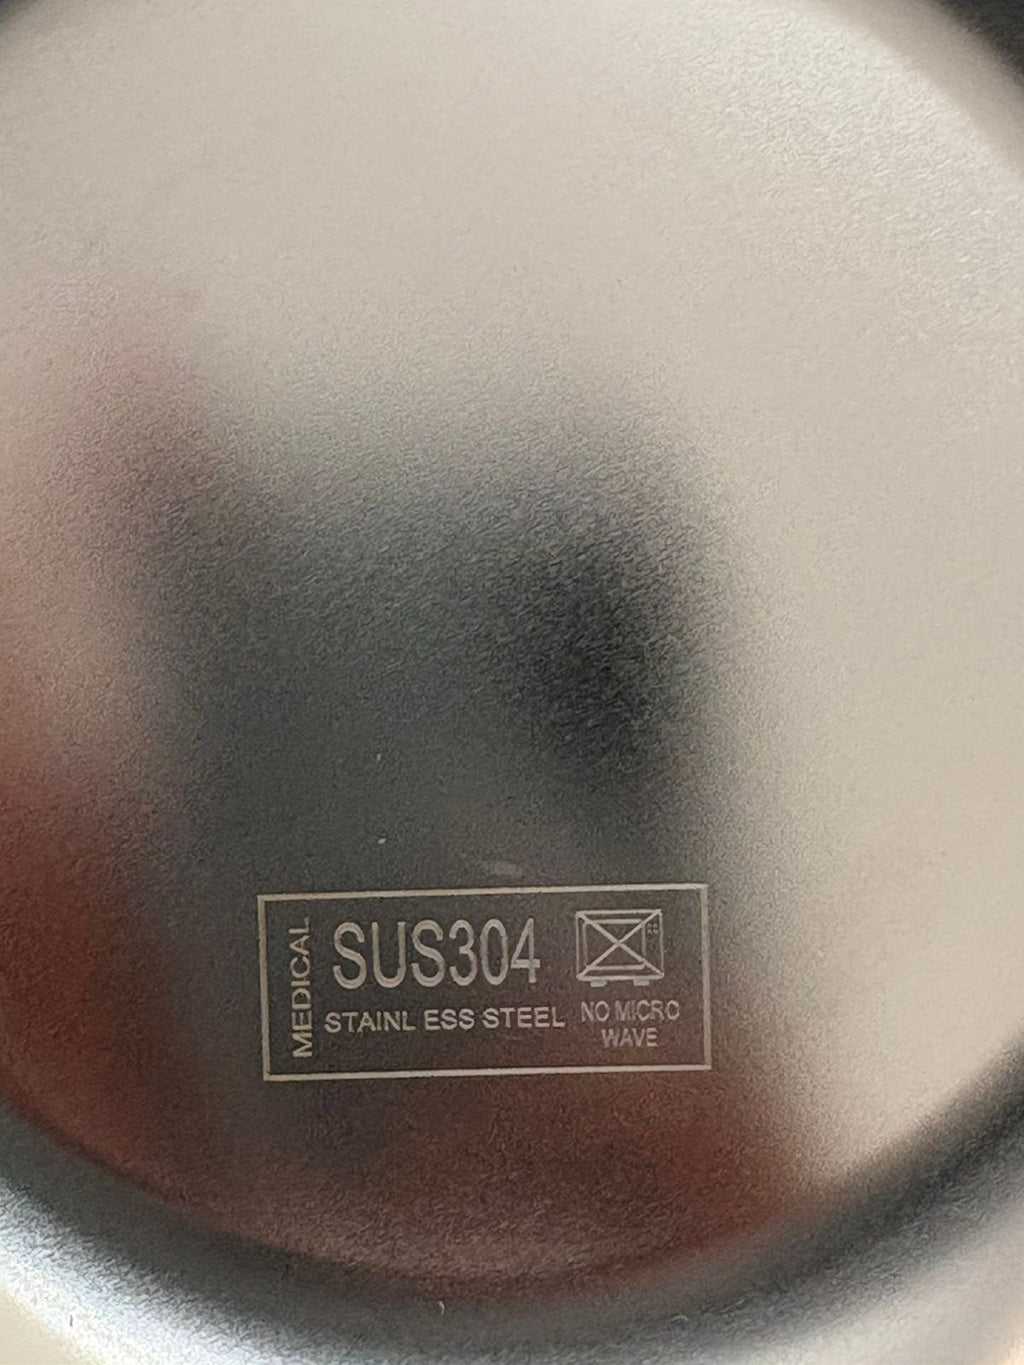 MEDICAL
SUS304
STAINL ESS STEEL
NO MICRO
WAVE